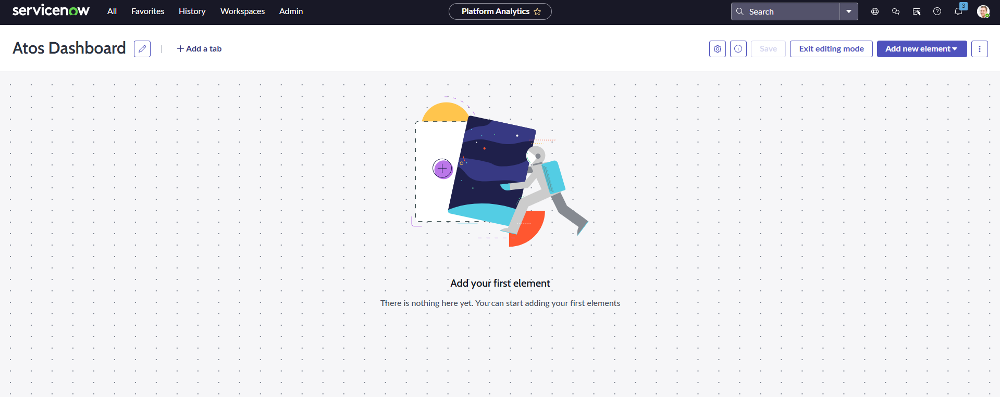 servicenow All Favorites History Workspaces Admin Platform Analytics Search 3
Atos Dashboard Add a tab Save Exit editing mode Add new element
Add your first element
There is nothing here yet. You can start adding your first elements